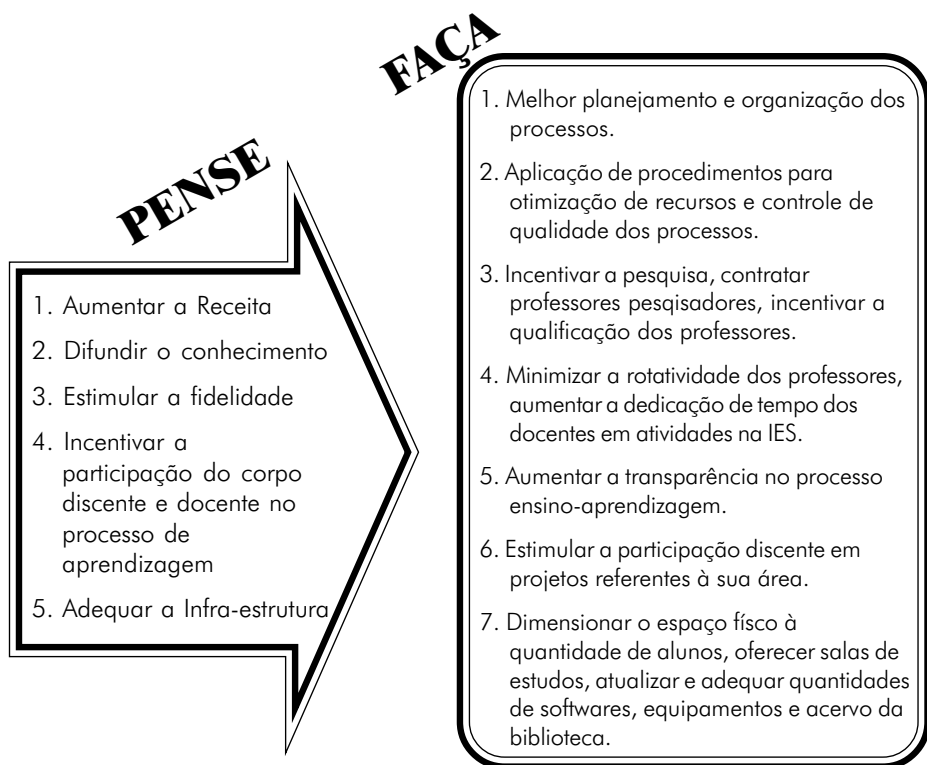 PENSE
1. Aumentar a Receita
2. Difundir o conhecimento
3. Estimular a fidelidade
4. Incentivar a
participação do corpo
discente e docente no
processo de
aprendizagem
5. Adequar a Infra-estrutura
FAÇA
1. Melhor planejamento e organização dos
processos.
2. Aplicação de procedimentos para
otimização de recursos e controle de
qualidade dos processos.
3. Incentivar a pesquisa, contratar
professores pesqisadores, incentivar a
qualificação dos professores.
4. Minimizar a rotatividade dos professores,
aumentar a dedicação de tempo dos
docentes em atividades na IES.
5. Aumentar a transparência no processo
ensino-aprendizagem.
6. Estimular a participação discente em
projetos referentes à sua área.
7. Dimensionar o espaço físco à
quantidade de alunos, oferecer salas de
estudos, atualizar e adequar quantidades
de softwares, equipamentos e acervo da
biblioteca.